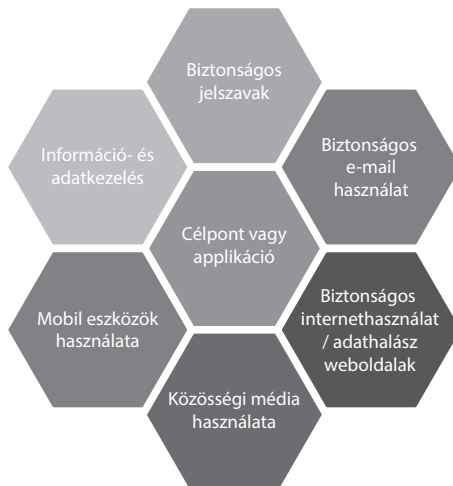 Biztonságos
jelszavak
Információ- és
adatkezelés
Biztonságos
e-mail
használat
Célpont vagy
applikáció
Mobil eszközök
használata
Biztonságos
internethasználat
/ adathalász
weboldalak
Közösségi média
használata